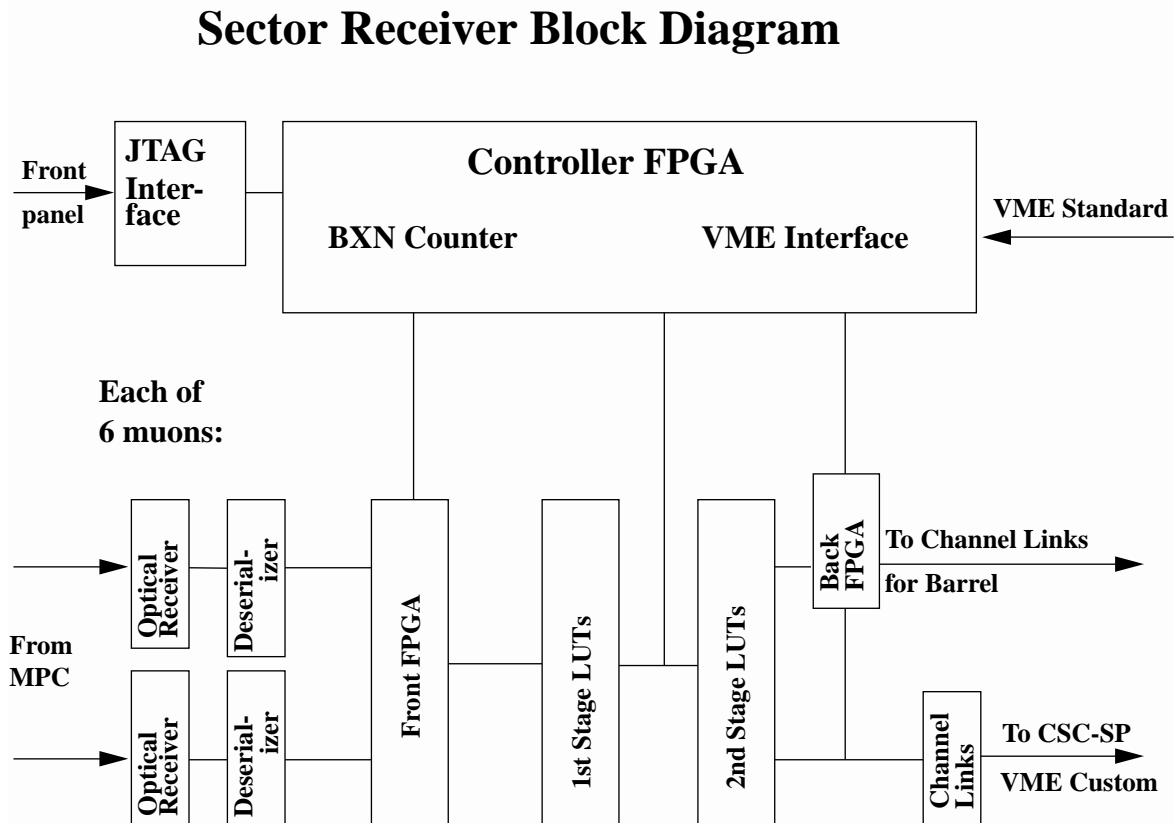 Sector Receiver Block Diagram
JTAG
Inter-
face
Front
panel
Controller FPGA
BXN Counter
VME Interface
VME Standard
Each of
6 muons:
From
MPC
Optical
Receiver
Deserial-
izer
Optical
Receiver
Deserial-
izer
Front FPGA
1st Stage LUTs
2nd Stage LUTs
Back
FPGA
To Channel Links
for Barrel
Channel
Links
To CSC-SP
VME Custom